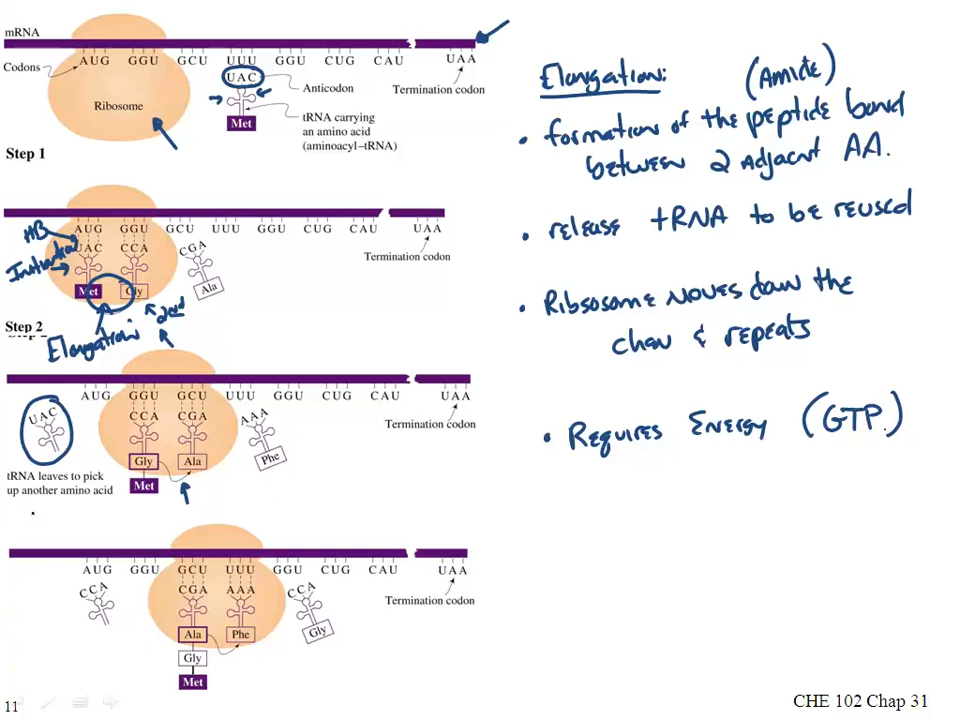 mRNA
AUG GGU GCU UUU GGU CUG CAU UAA
Codons
UAC
Anticodon
Termination codon
Ribosome
tRNA carrying
an amino acid
(aminoacyl–tRNA)
Met
Step 1
AUG GGU GCU UUU GGU CUG CAU UAA
HB
UAC CCA CGA
Termination codon
Initiation
Met Gly Ala
2nd
Step 2
Elongation
AUG GGU GCU UUU GGU CUG CAU UAA
UAC CCA CGA AAA
Termination codon
Gly Ala Phe
Met
tRNA leaves to pick
up another amino acid
AUG GGU GCU UUU GGU CUG CAU UAA
CCA CGA AAA CCA
Termination codon
Ala Phe Gly
Gly
Met
11
Elongation: (Amide)
• formation of the peptide bond
between 2 adjacent AA.
• release tRNA to be reused
• Ribsosome moves down the
chain & repeats
• Requires Energy (GTP)
CHE 102 Chap 31